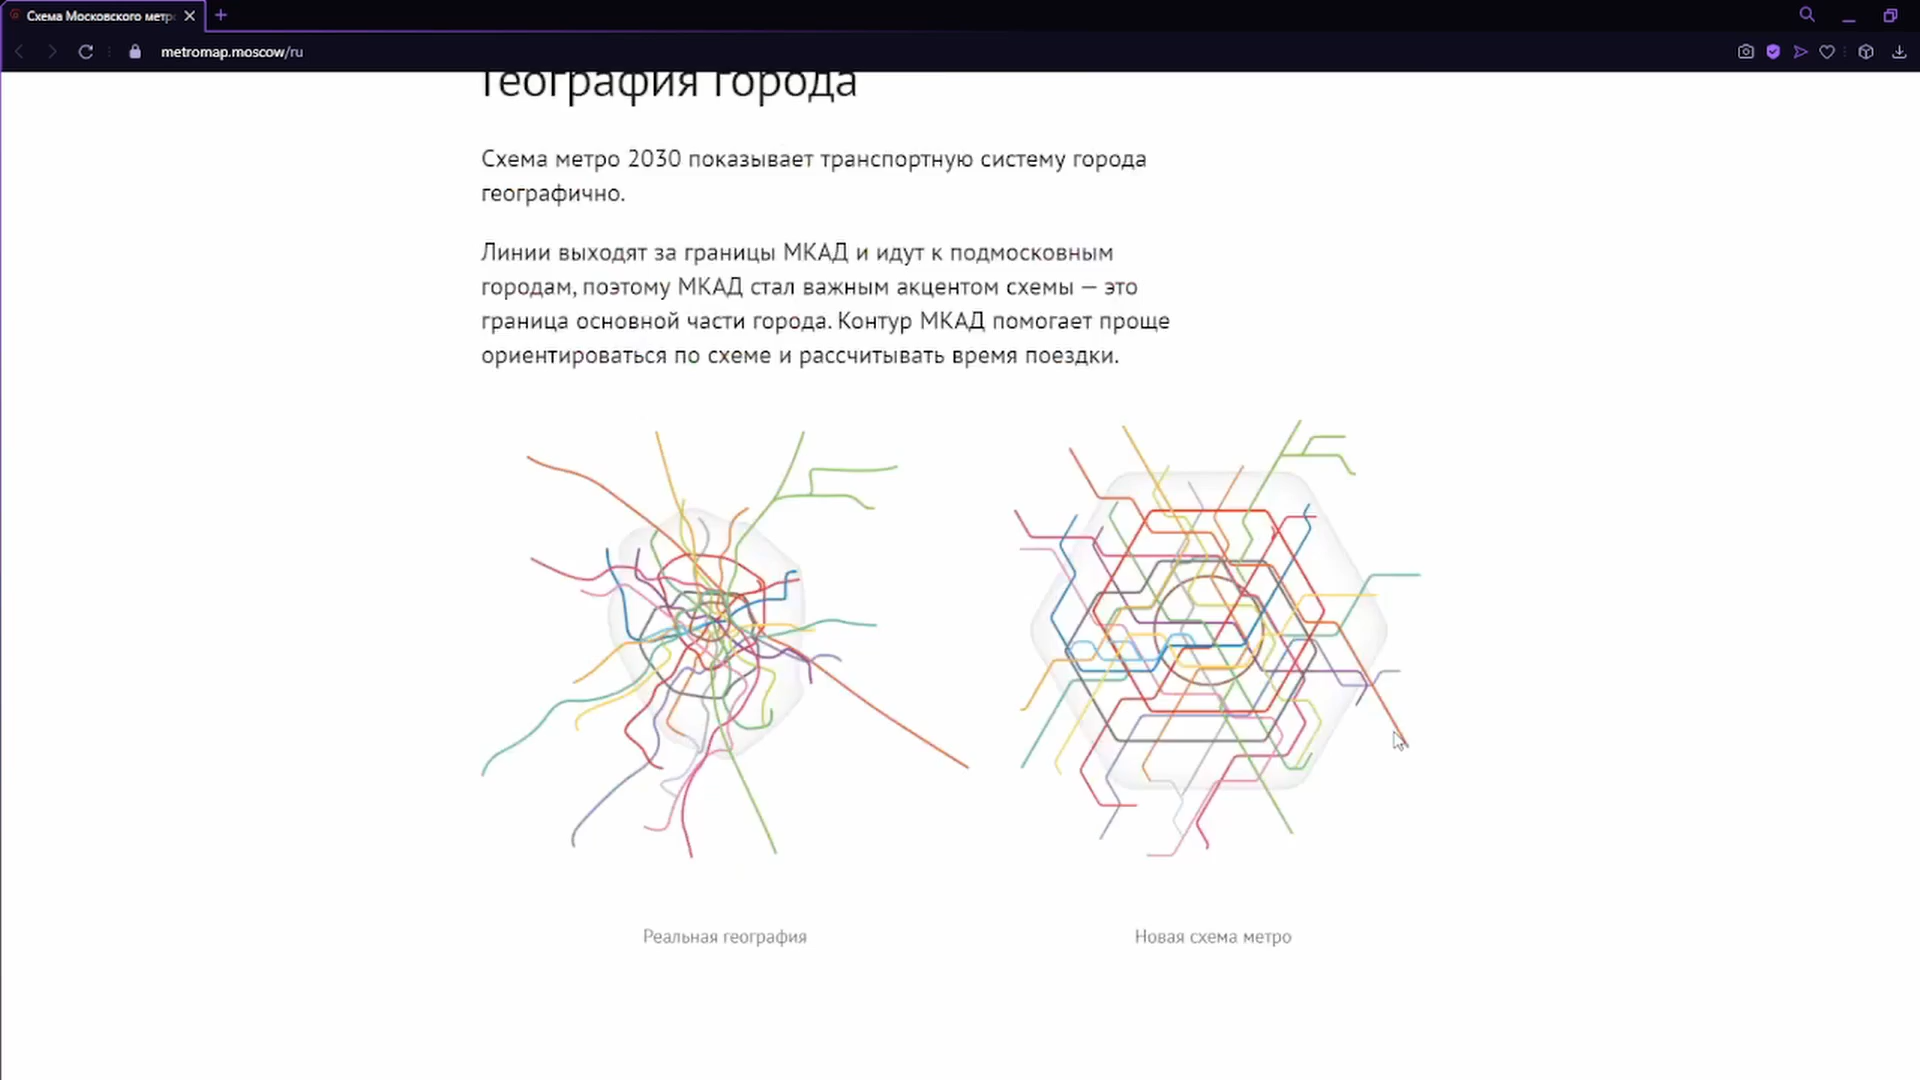 Схема Московского метр
metromap.moscow/ru
География города
Схема метро 2030 показывает транспортную систему города
географично.
Линии выходят за границы МКАД и идут к подмосковным
городам, поэтому МКАД стал важным акцентом схемы — это
граница основной части города. Контур МКАД помогает проще
ориентироваться по схеме и рассчитывать время поездки.
Реальная география
Новая схема метро